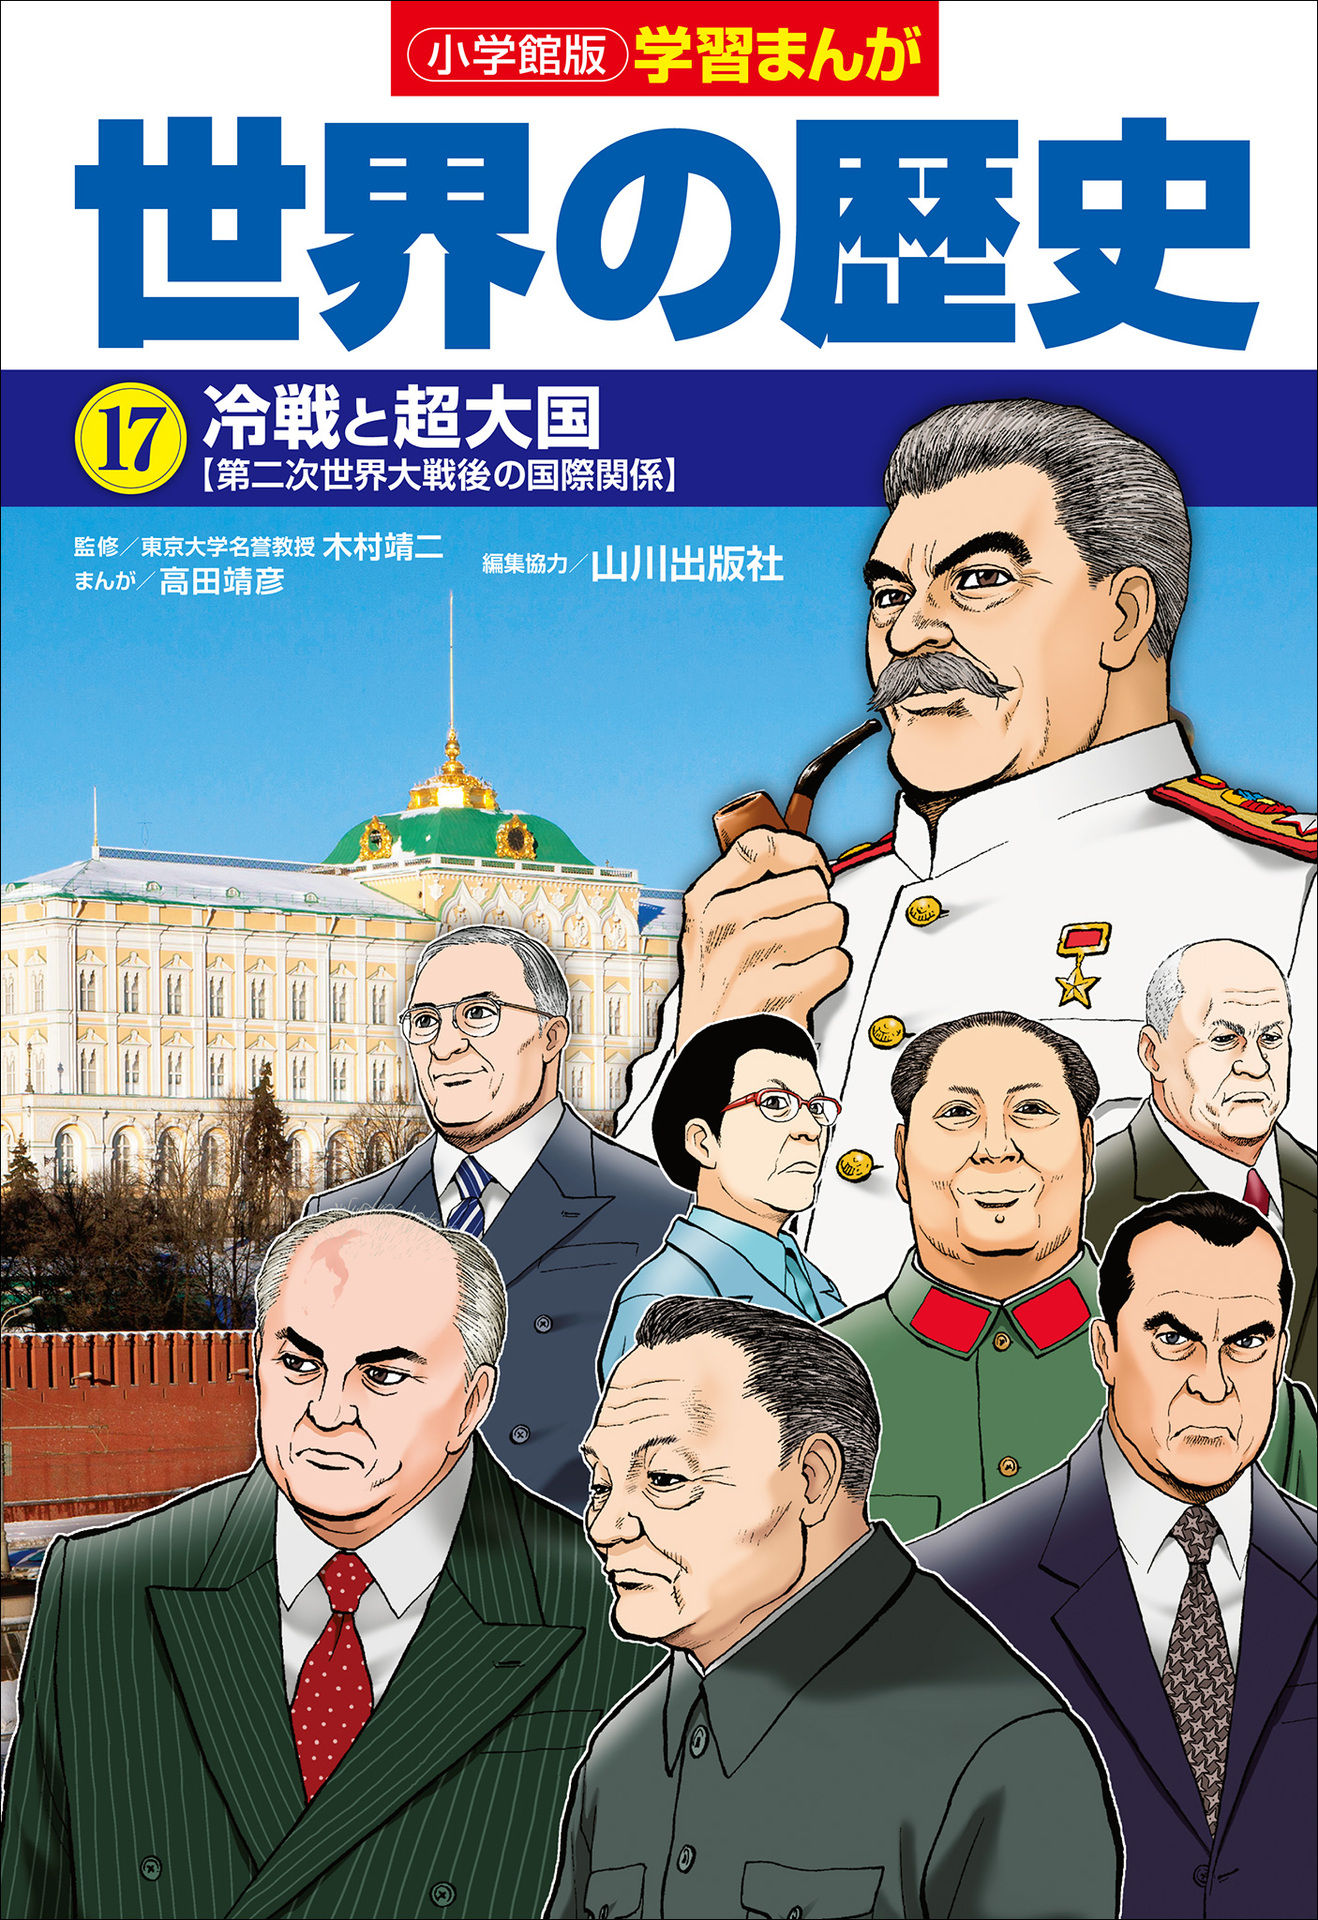 小学館版 学習まんが
世界の歴史
17 冷戦と超大国
【第二次世界大戦後の国際関係】
監修／東京大学名誉教授 木村靖二
まんが／高田靖彦
編集協力／山川出版社